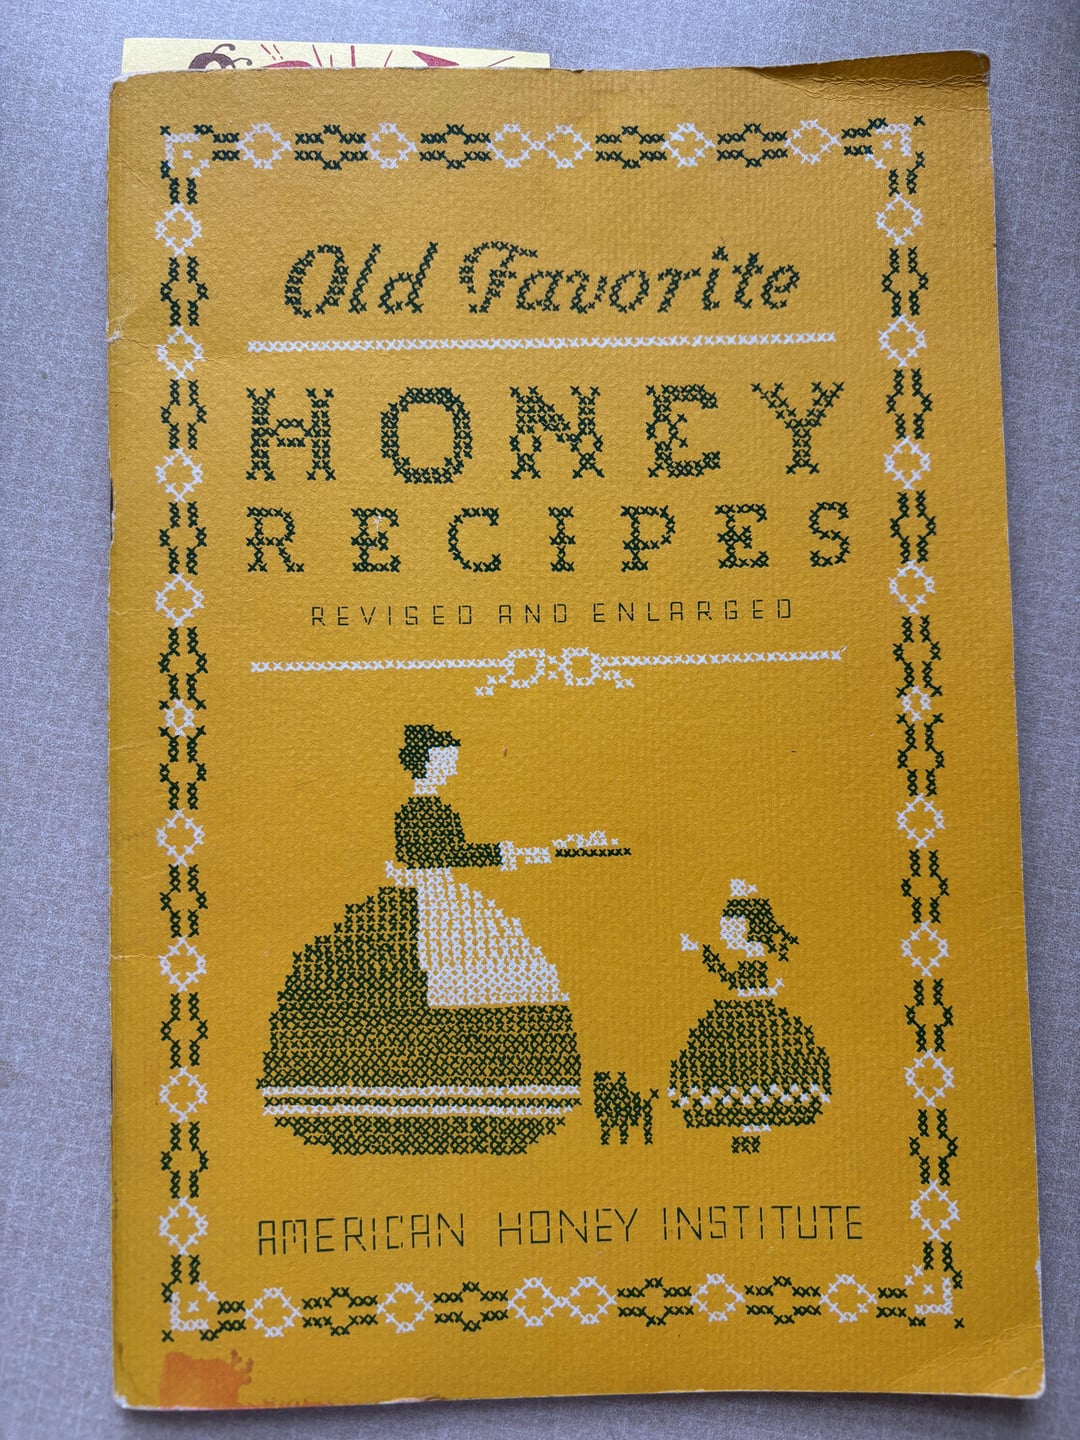 Old Favorite
HONEY
RECIPES
REVISED AND ENLARGED
AMERICAN HONEY INSTITUTE